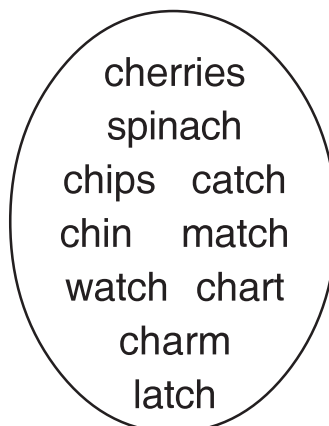 cherries
spinach
chips catch
chin match
watch chart
charm
latch